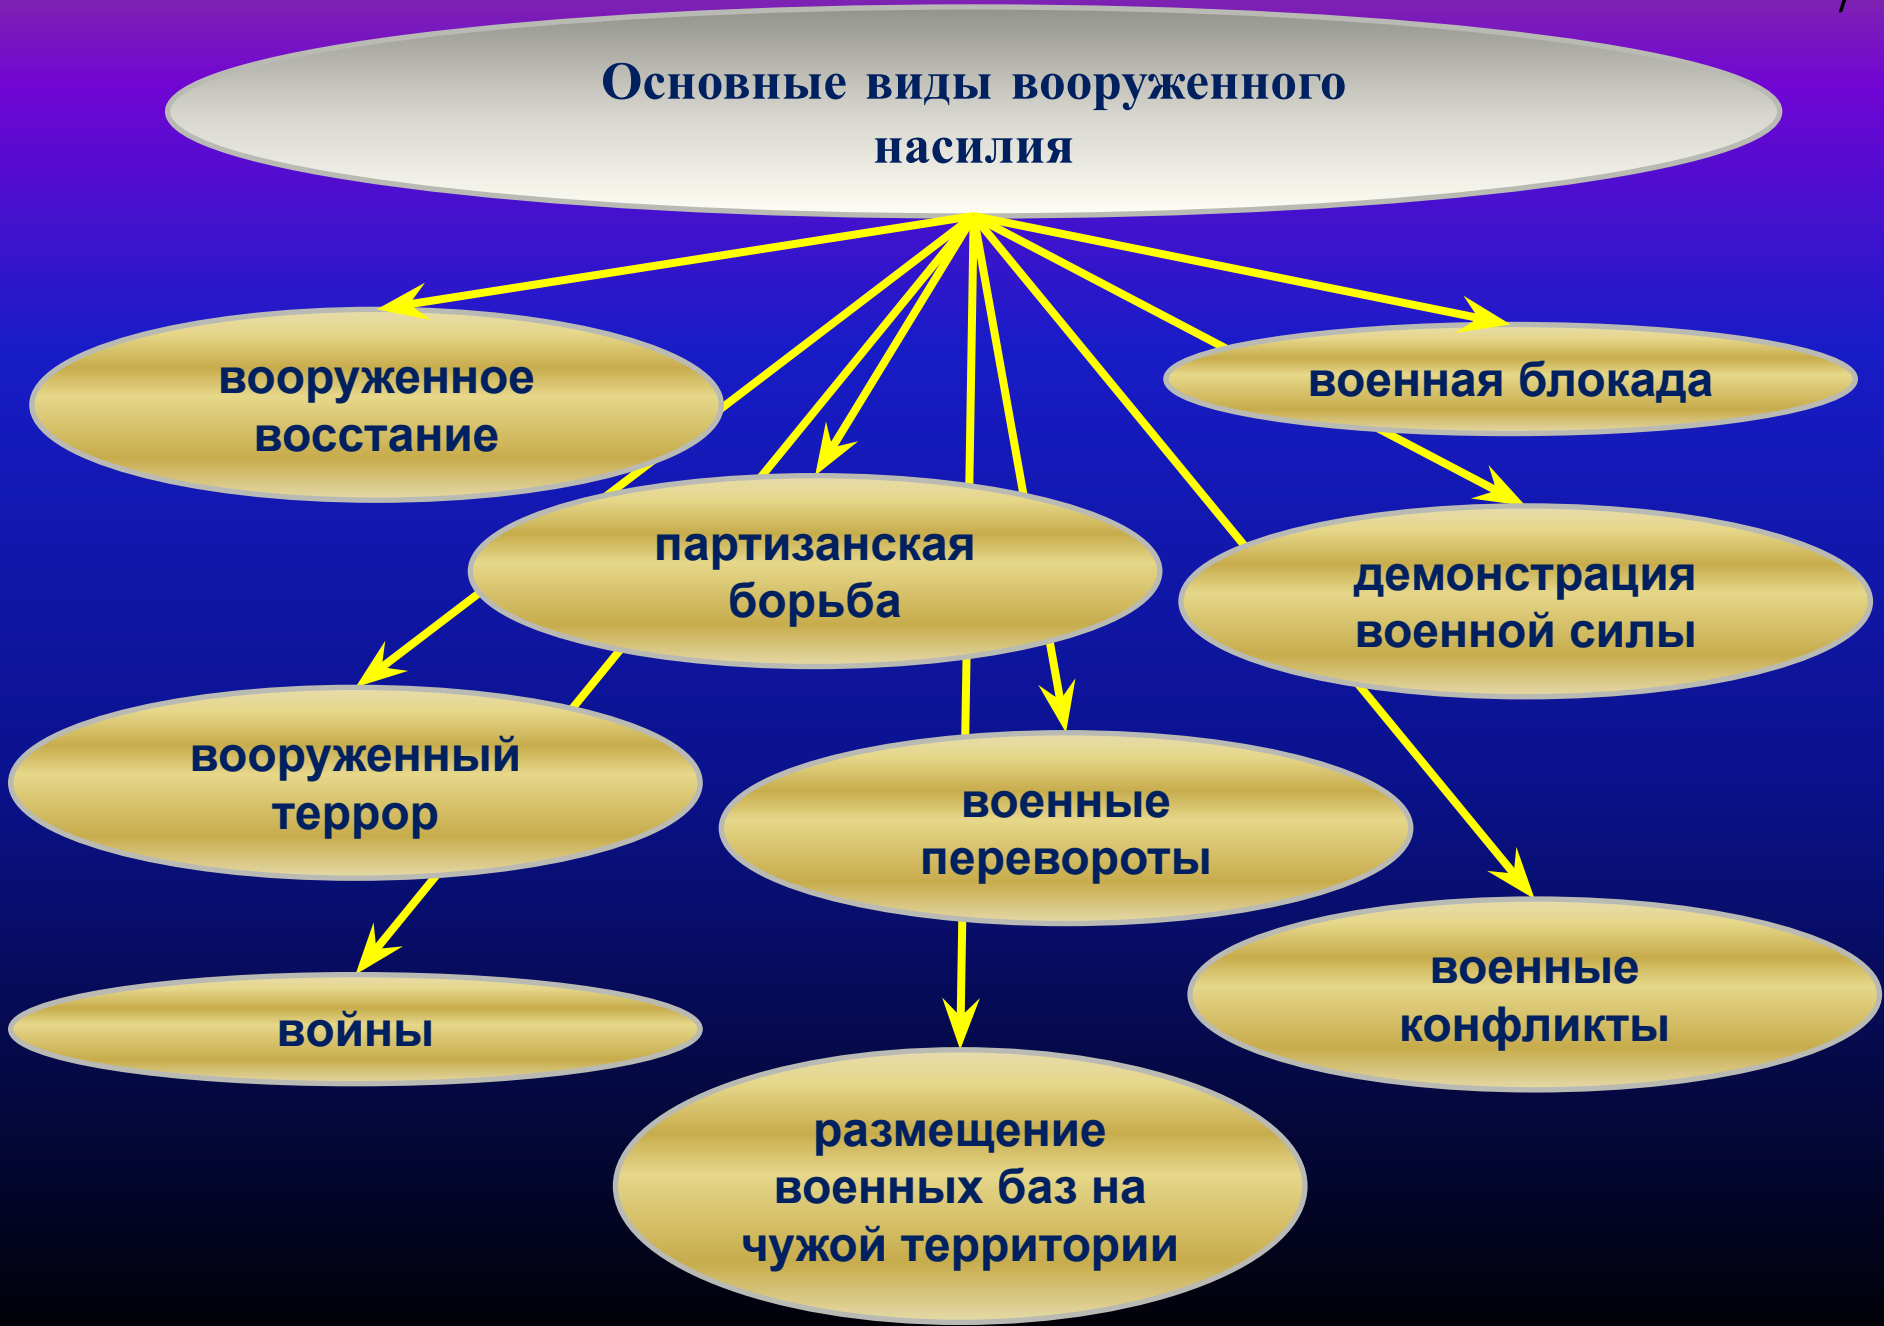 Основные виды вооруженного
насилия
вооруженное
восстание
военная блокада
партизанская
борьба
демонстрация
военной силы
вооруженный
террор
военные
перевороты
войны
военные
конфликты
размещение
военных баз на
чужой территории